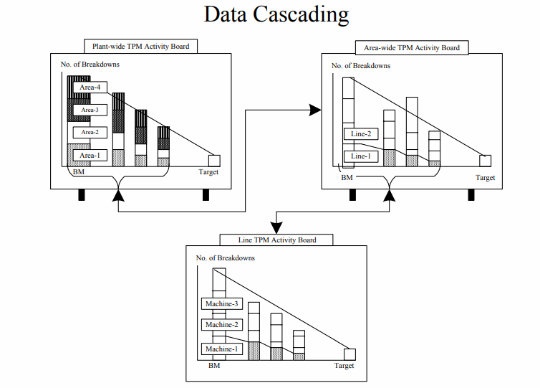 Data Cascading
Plant-wide TPM Activity Board
No. of Breakdowns
Area-4
Area-3
Area-2
Area-1
BM
Target
Area-wide TPM Activity Board
No. of Breakdowns
Line-2
Line-1
BM
Target
Line TPM Activity Board
No. of Breakdowns
Machine-3
Machine-2
Machine-1
BM
Target